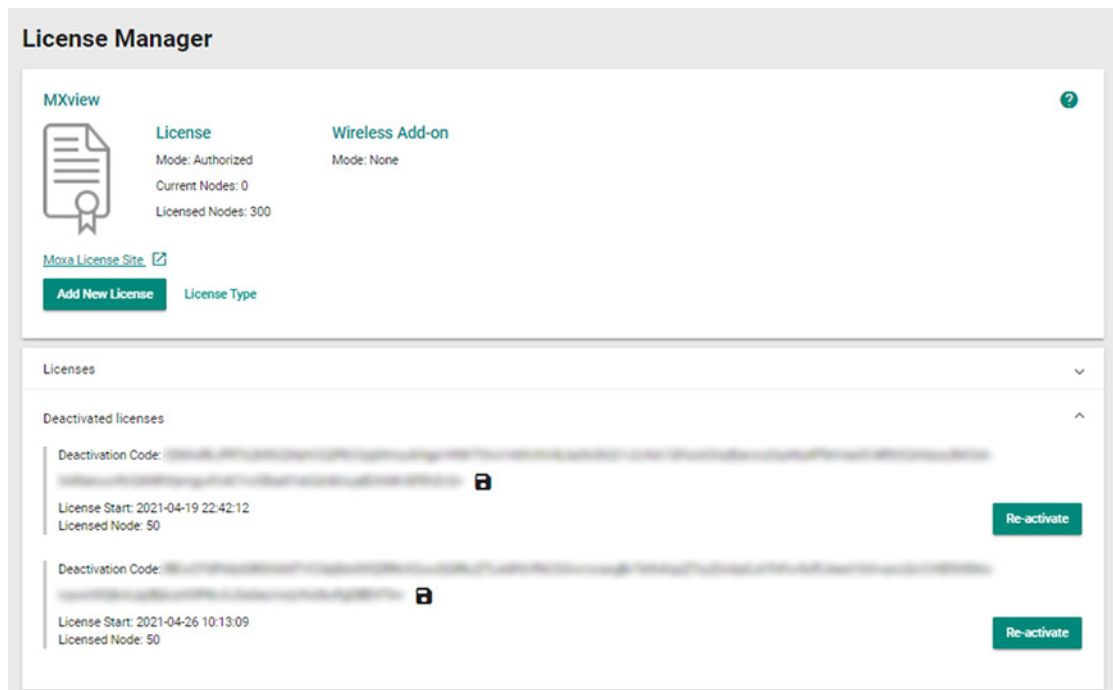 License Manager
MXview
License
Wireless Add-on
Mode: Authorized
Mode: None
Current Nodes: 0
Licensed Nodes: 300
Moxa License Site
Add New License
License Type
Licenses
Deactivated licenses
Deactivation Code:
License Start: 2021-04-19 22:42:12
Licensed Node: 50
Re-activate
Deactivation Code:
License Start: 2021-04-26 10:13:09
Licensed Node: 50
Re-activate